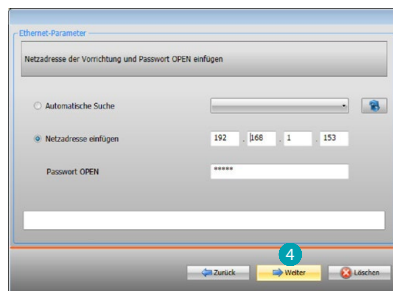 Ethernet-Parameter
Netzadresse der Vorrichtung und Passwort OPEN einfügen
Automatische Suche
Netzadresse einfügen 192 . 168 . 1 . 153
Passwort OPEN *****
4
Zurück Weiter Löschen